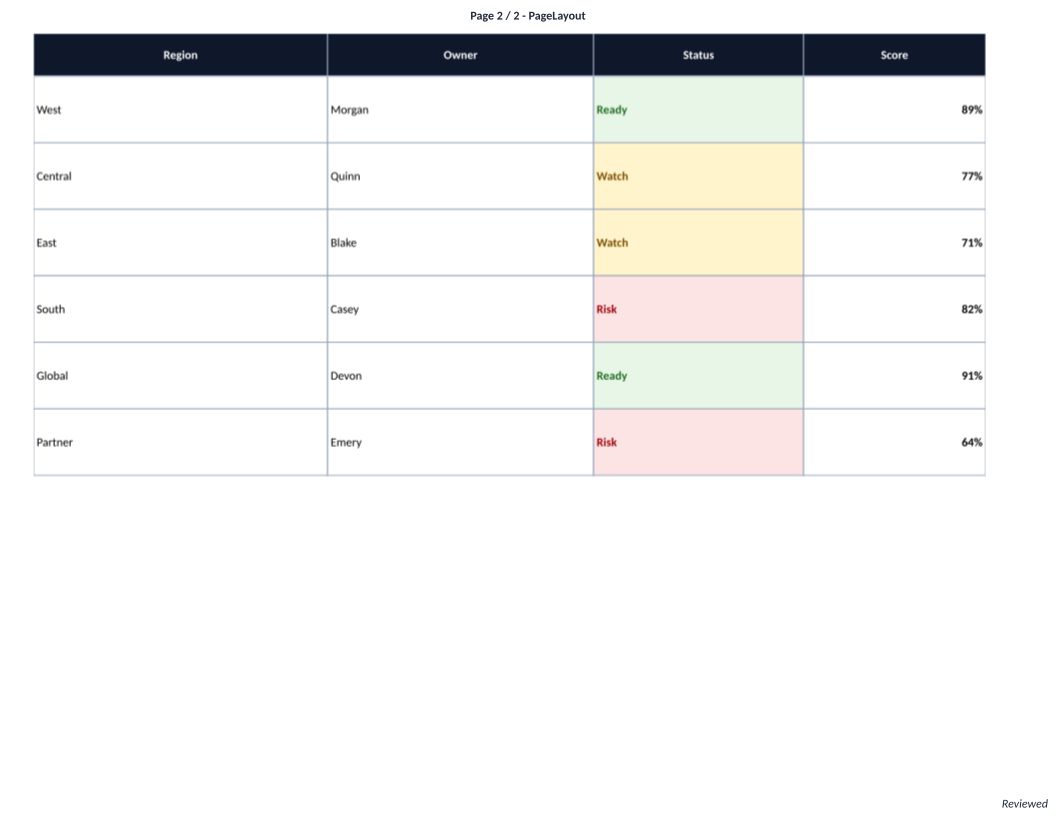 Page 2 / 2 - PageLayout
Region Owner Status Score
West Morgan Ready 89%
Central Quinn Watch 77%
East Blake Watch 71%
South Casey Risk 82%
Global Devon Ready 91%
Partner Emery Risk 64%
Reviewed